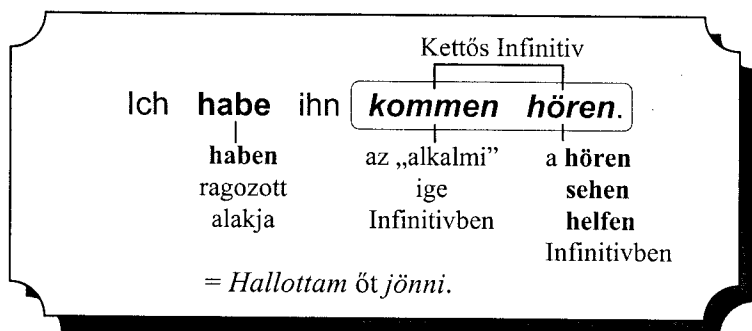 Kettős Infinitiv
Ich habe ihn kommen hören.
haben az „alkalmi” a hören
ragozott ige sehen
alakja Infinitivben helfen
Infinitivben
= Hallottam őt jönni.